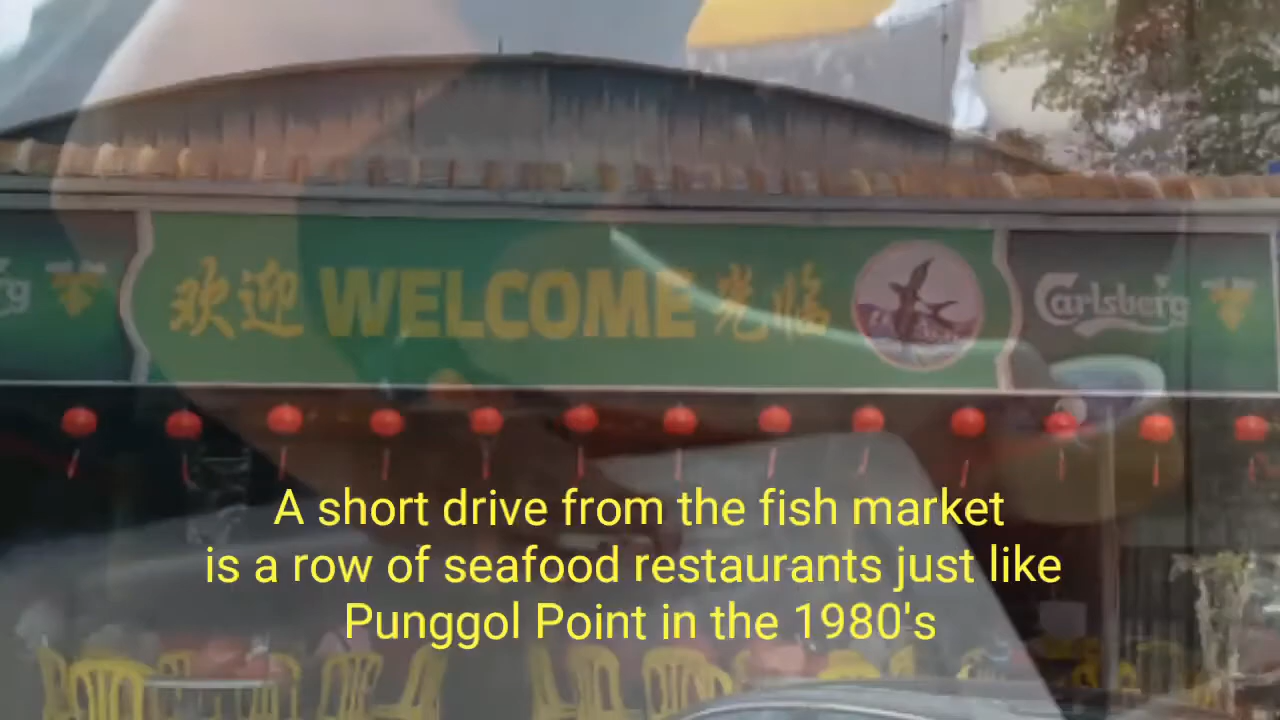 欢迎 WELCOME 光临
Carlsberg
A short drive from the fish market
is a row of seafood restaurants just like
Punggol Point in the 1980's